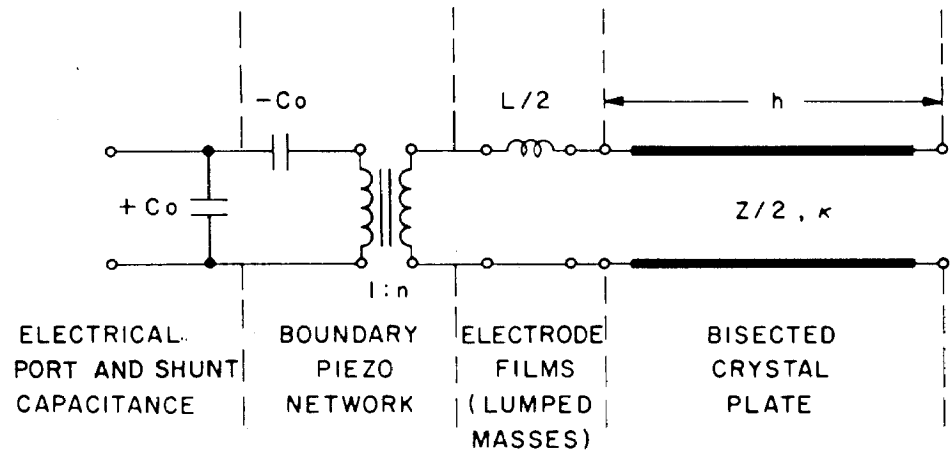 -Co
L/2
h
+Co
Z/2, κ
1:n
ELECTRICAL
PORT AND SHUNT
CAPACITANCE
BOUNDARY
PIEZO
NETWORK
ELECTRODE
FILMS
(LUMPED
MASSES)
BISECTED
CRYSTAL
PLATE